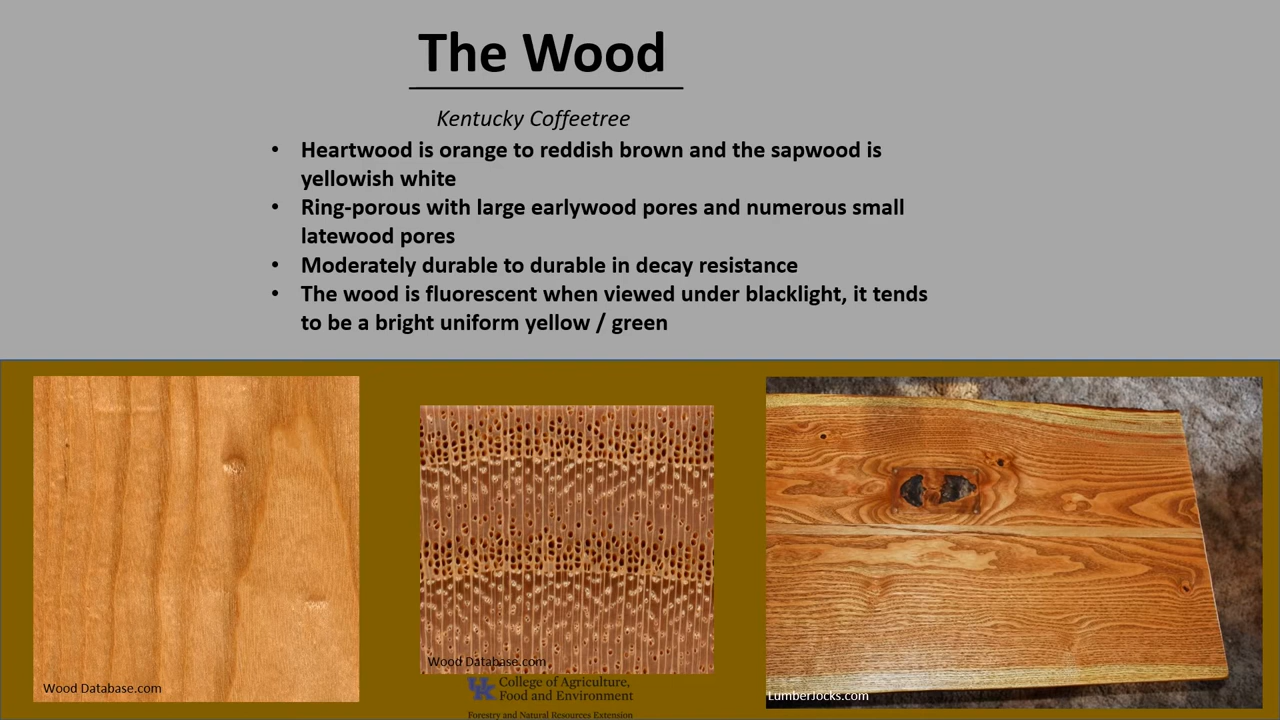 The Wood
Kentucky Coffeetree
• Heartwood is orange to reddish brown and the sapwood is
yellowish white
• Ring-porous with large earlywood pores and numerous small
latewood pores
• Moderately durable to durable in decay resistance
• The wood is fluorescent when viewed under blacklight, it tends
to be a bright uniform yellow / green
Wood Database.com
Wood Database.com
LumberJocks.com
UK College of Agriculture,
Food and Environment
Forestry and Natural Resources Extension